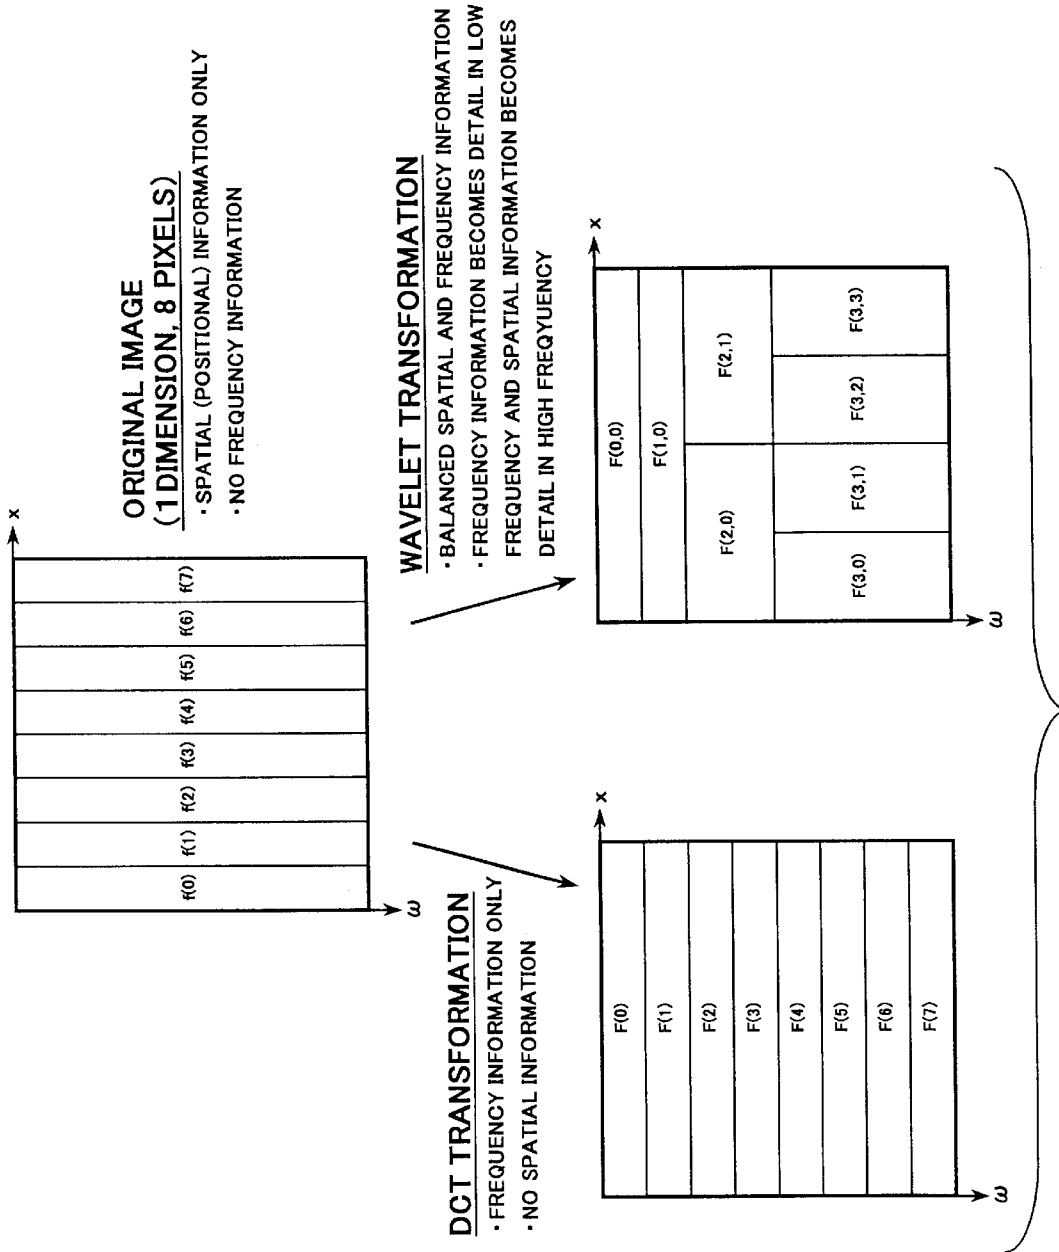 ORIGINAL IMAGE
(1 DIMENSION, 8 PIXELS)
・SPATIAL (POSITIONAL) INFORMATION ONLY
・NO FREQUENCY INFORMATION
x
f(0) f(1) f(2) f(3) f(4) f(5) f(6) f(7)
ω
DCT TRANSFORMATION
・FREQUENCY INFORMATION ONLY
・NO SPATIAL INFORMATION
x
F(0)
F(1)
F(2)
F(3)
F(4)
F(5)
F(6)
F(7)
ω
WAVELET TRANSFORMATION
・BALANCED SPATIAL AND FREQUENCY INFORMATION
・FREQUENCY INFORMATION BECOMES DETAIL IN LOW
FREQUENCY AND SPATIAL INFORMATION BECOMES
DETAIL IN HIGH FREQYUENCY
x
F(0,0)
F(1,0)
F(2,0) F(2,1)
F(3,0) F(3,1) F(3,2) F(3,3)
ω